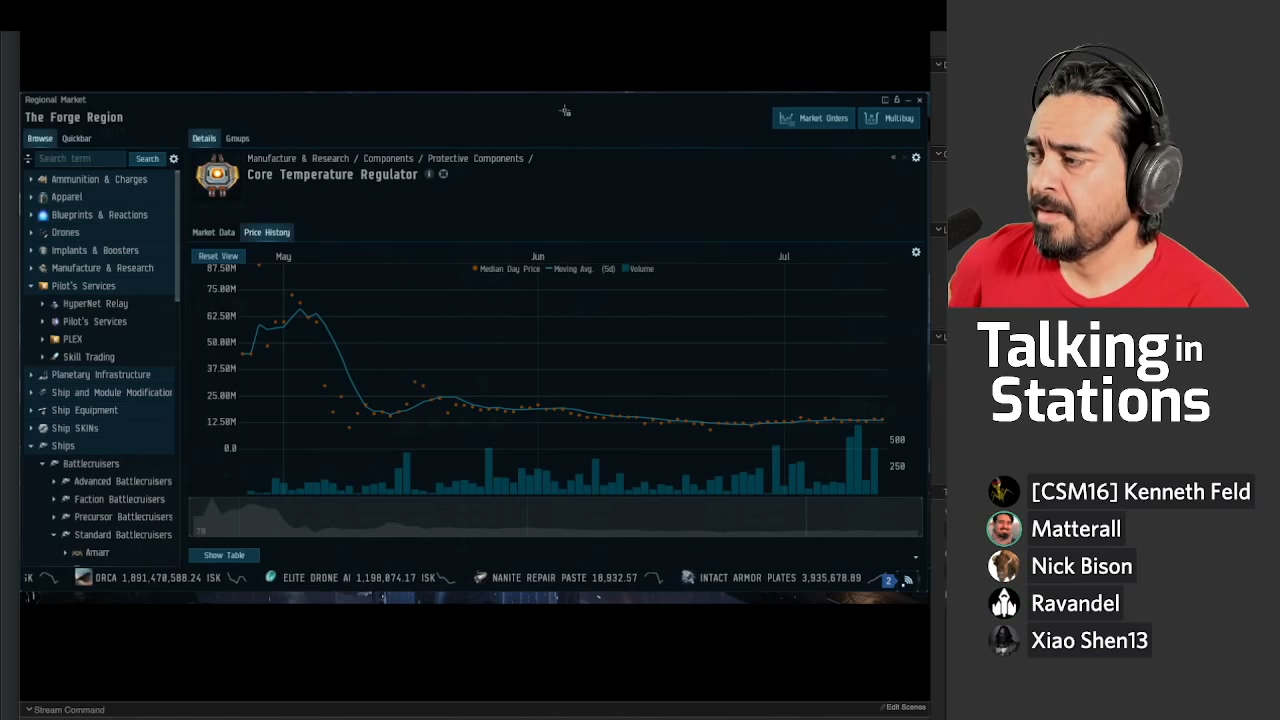 Regional Market
The Forge Region
Market Orders
Multibuy
Browse
Quickbar
Search term
Search
Ammunition & Charges
Apparel
Blueprints & Reactions
Drones
Implants & Boosters
Manufacture & Research
Pilot's Services
HyperNet Relay
Pilot's Services
PLEX
Skill Trading
Planetary Infrastructure
Ship and Module Modification
Ship Equipment
Ship SKINs
Ships
Battlecruisers
Advanced Battlecruisers
Faction Battlecruisers
Precursor Battlecruisers
Standard Battlecruisers
Amarr
Details
Groups
Manufacture & Research / Components / Protective Components /
Core Temperature Regulator
Market Data
Price History
Reset View
May
Jun
Jul
Median Day Price
Moving Avg. (5d)
Volume
87.50M
75.00M
62.50M
50.00M
37.50M
25.00M
12.50M
0.0
500
250
79
Show Table
SK
ORCA 1,891,470,588.24 ISK
ELITE DRONE AI 1,198,074.17 ISK
NANITE REPAIR PASTE 18,932.57
INTACT ARMOR PLATES 3,935,678.89
2
Stream Command
Edit Scenes
Talking in
Stations
[CSM16] Kenneth Feld
Matterall
Nick Bison
Ravandel
Xiao Shen13